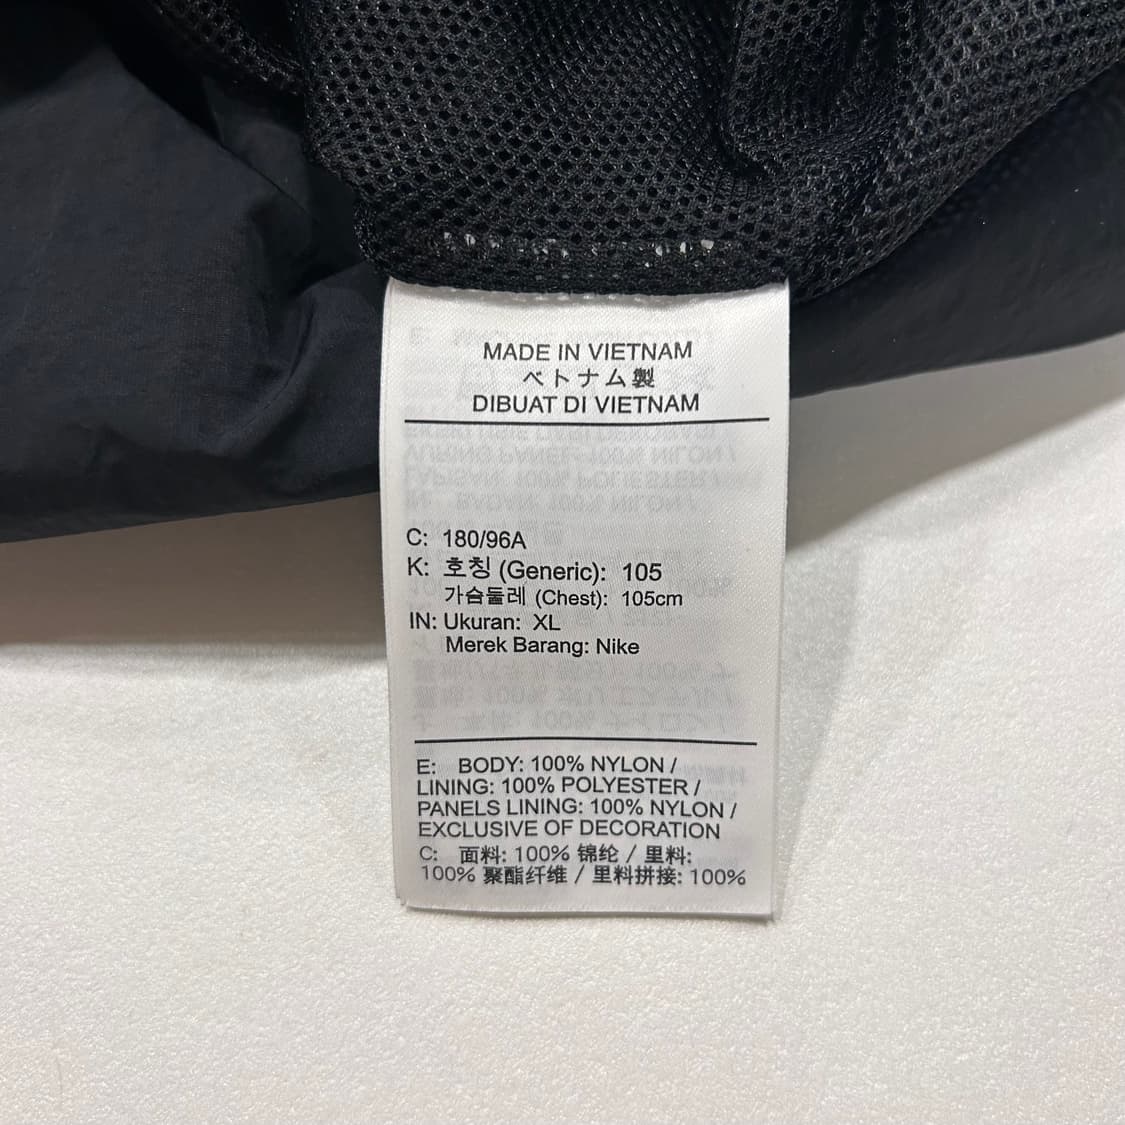 MADE IN VIETNAM
ベトナム製
DIBUAT DI VIETNAM
C: 180/96A
K: 호칭 (Generic): 105
가슴둘레 (Chest): 105cm
IN: Ukuran: XL
Merek Barang: Nike
E: BODY: 100% NYLON /
LINING: 100% POLYESTER /
PANELS LINING: 100% NYLON /
EXCLUSIVE OF DECORATION
C: 面料: 100% 锦纶 / 里料:
100% 聚酯纤维 / 里料拼接: 100%